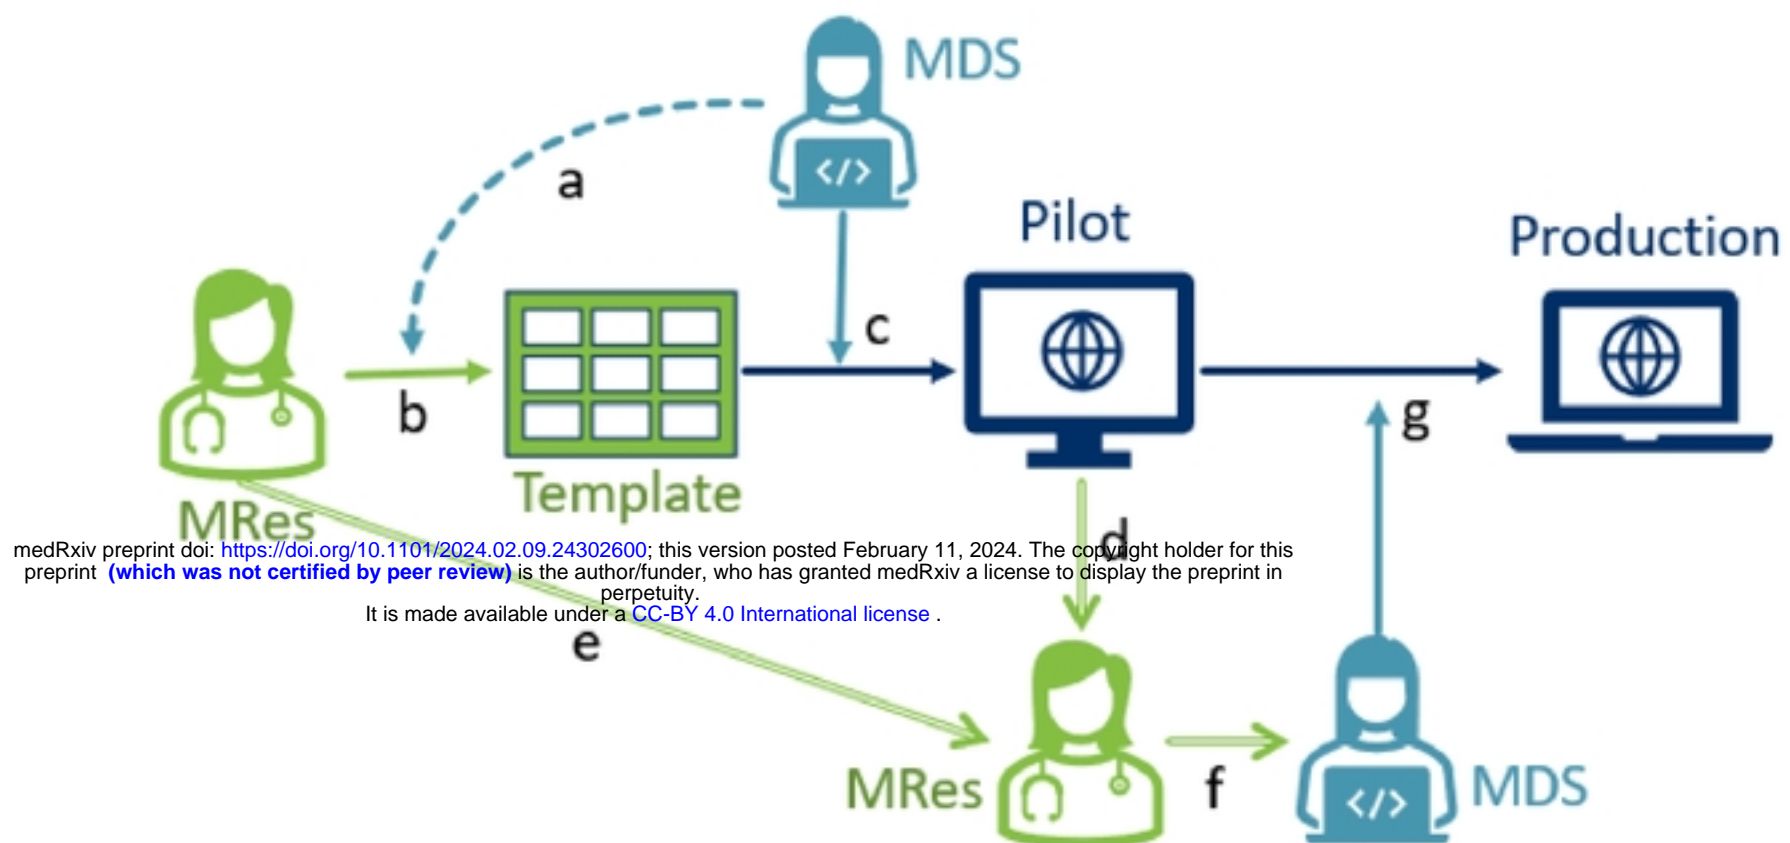 MDS
a
Pilot
Production
c
b
g
Template
MRes
d
medRxiv preprint doi: https://doi.org/10.1101/2024.02.09.24302600; this version posted February 11, 2024. The copyright holder for this
preprint (which was not certified by peer review) is the author/funder, who has granted medRxiv a license to display the preprint in
perpetuity.
It is made available under a CC-BY 4.0 International license .
e
</>
MRes
f
</>
MDS